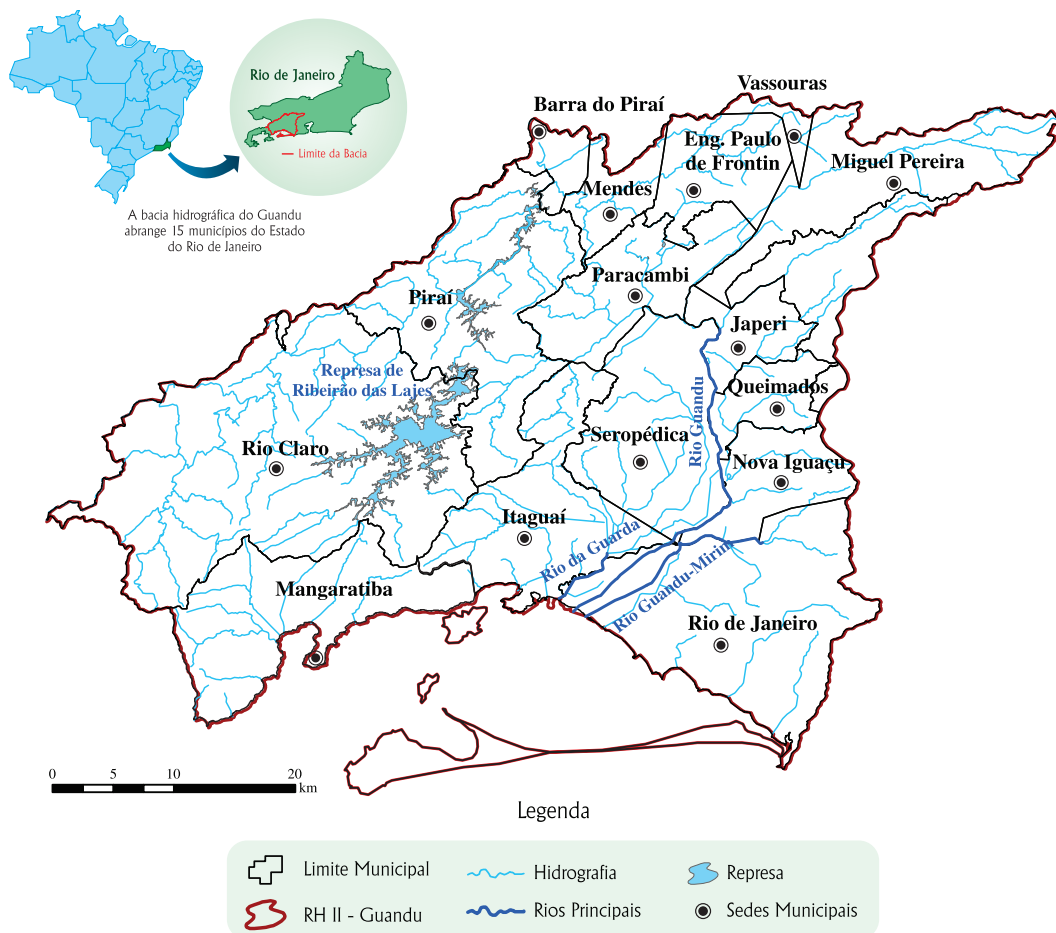 Rio de Janeiro
Limite da Bacia
A bacia hidrográfica do Guandu
abrange 15 municípios do Estado
do Rio de Janeiro
Vassouras
Barra do Piraí
Eng. Paulo
de Frontin
Miguel Pereira
Mendes
Paracambi
Piraí
Japeri
Represa de
Ribeirão das Lajes
Queimados
Rio Guandu
Seropédica
Rio Claro
Nova Iguaçu
Itaguaí
Rio da Guarda
Rio Guandu-Mirim
Mangaratiba
Rio de Janeiro
0 5 10 20
km
Legenda
Limite Municipal
Hidrografia
Represa
RH II - Guandu
Rios Principais
Sedes Municipais